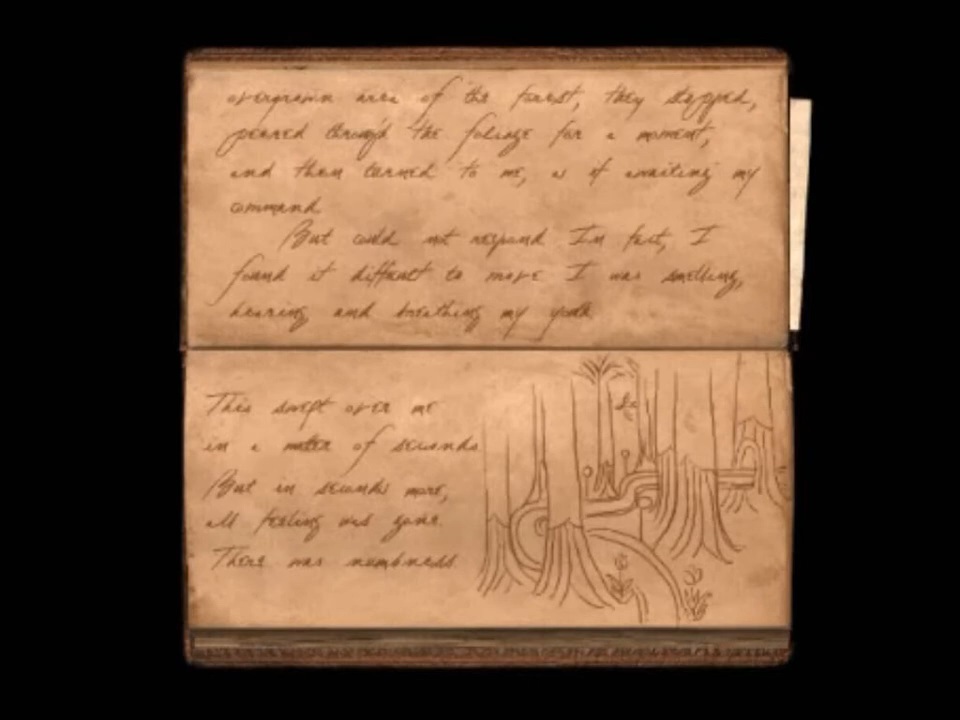 overgrown area of the forest, they stopped,
peered through the foliage for a moment,
and then turned to me, as if awaiting my
command.
But could not respond. In fact, I
found it difficult to move. I was smelling,
hearing and breathing my youth.
This swept over me
in a matter of seconds.
But in seconds more,
all feeling was gone.
There was numbness.